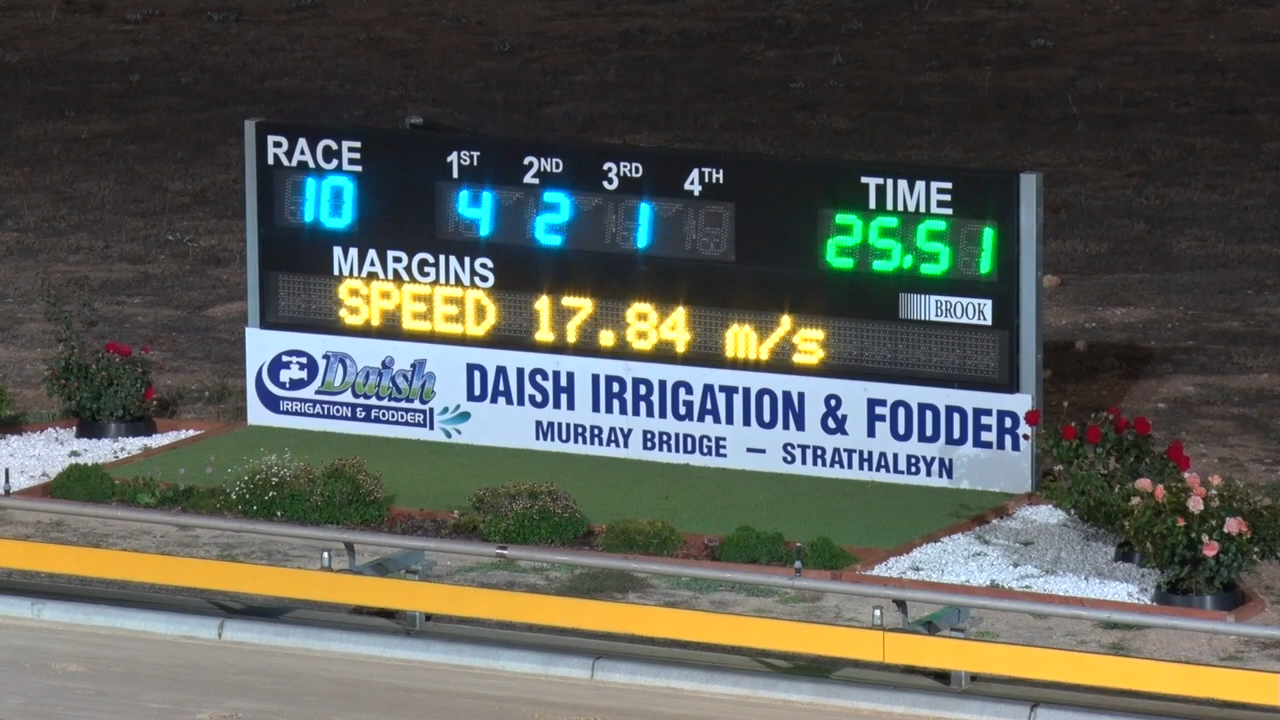 RACE 1ST 2ND 3RD 4TH TIME
10 4 2 1 25.51
MARGINS
BROOK
SPEED 17.84 m/s
Daish
IRRIGATION & FODDER
DAISH IRRIGATION & FODDER
MURRAY BRIDGE – STRATHALBYN